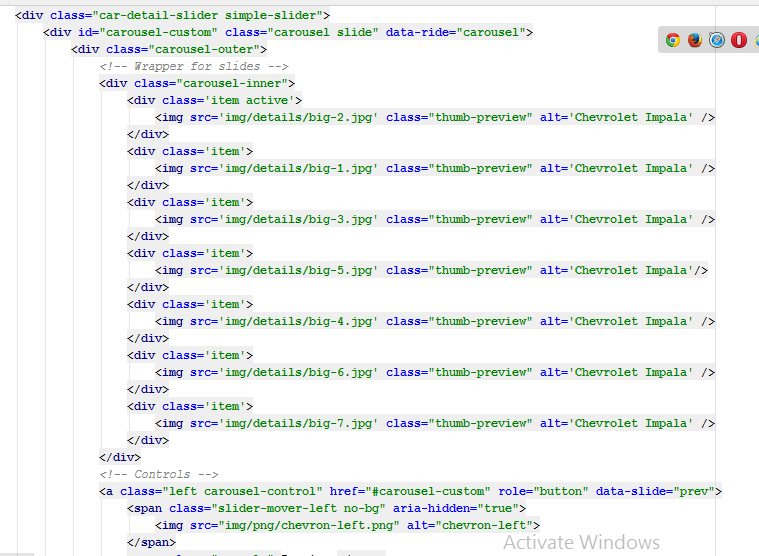 <div class="car-detail-slider simple-slider">
<div id="carousel-custom" class="carousel slide" data-ride="carousel">
<div class="carousel-outer">
<!-- Wrapper for slides -->
<div class="carousel-inner">
<div class='item active'>
<img src='img/details/big-2.jpg' class="thumb-preview" alt='Chevrolet Impala' />
</div>
<div class='item'>
<img src='img/details/big-1.jpg' class="thumb-preview" alt='Chevrolet Impala' />
</div>
<div class='item'>
<img src='img/details/big-3.jpg' class="thumb-preview" alt='Chevrolet Impala' />
</div>
<div class='item'>
<img src='img/details/big-5.jpg' class="thumb-preview" alt='Chevrolet Impala'/>
</div>
<div class='item'>
<img src='img/details/big-4.jpg' class="thumb-preview" alt='Chevrolet Impala' />
</div>
<div class='item'>
<img src='img/details/big-6.jpg' class="thumb-preview" alt='Chevrolet Impala' />
</div>
<div class='item'>
<img src='img/details/big-7.jpg' class="thumb-preview" alt='Chevrolet Impala' />
</div>
</div>
<!-- Controls -->
<a class="left carousel-control" href="#carousel-custom" role="button" data-slide="prev">
<span class="slider-mover-left no-bg" aria-hidden="true">
<img src="img/png/chevron-left.png" alt="chevron-left">
</span>
Activate Windows